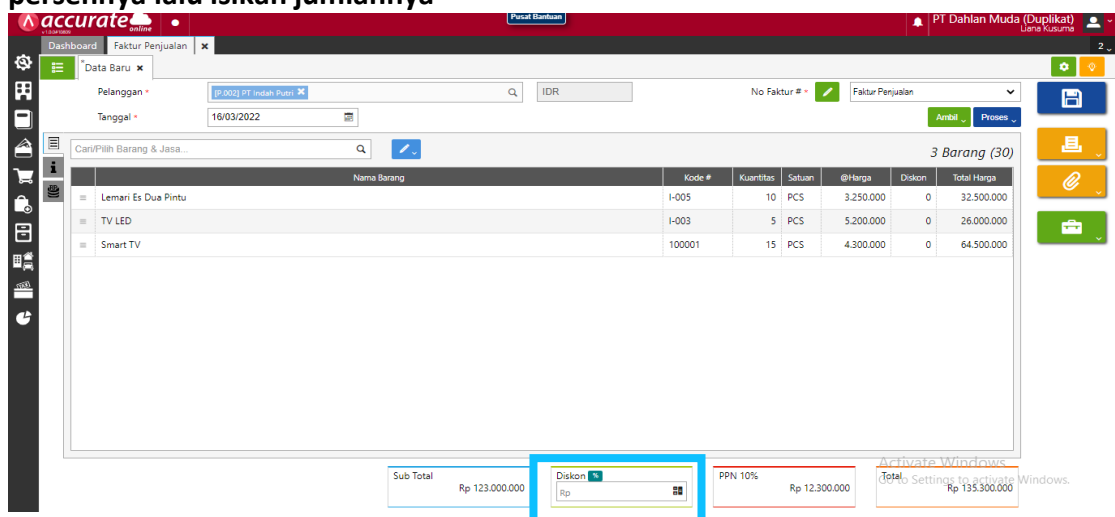 persennya lalu isikan jumlahnya
accurate online
Pusat Bantuan
PT Dahlan Muda (Duplikat)
Liana Kusuma
Dashboard Faktur Penjualan 2
Data Baru
Pelanggan * [P.002] PT Indah Putri IDR No Faktur # * Faktur Penjualan
Tanggal * 16/03/2022 Ambil Proses
Cari/Pilih Barang & Jasa... 3 Barang (30)
Nama Barang Kode # Kuantitas Satuan @Harga Diskon Total Harga
Lemari Es Dua Pintu I-005 10 PCS 3.250.000 0 32.500.000
TV LED I-003 5 PCS 5.200.000 0 26.000.000
Smart TV 100001 15 PCS 4.300.000 0 64.500.000
Sub Total Diskon % PPN 10% Total
Rp 123.000.000 Rp Rp 12.300.000 Rp 135.300.000
Activate Windows
Go to Settings to activate Windows.